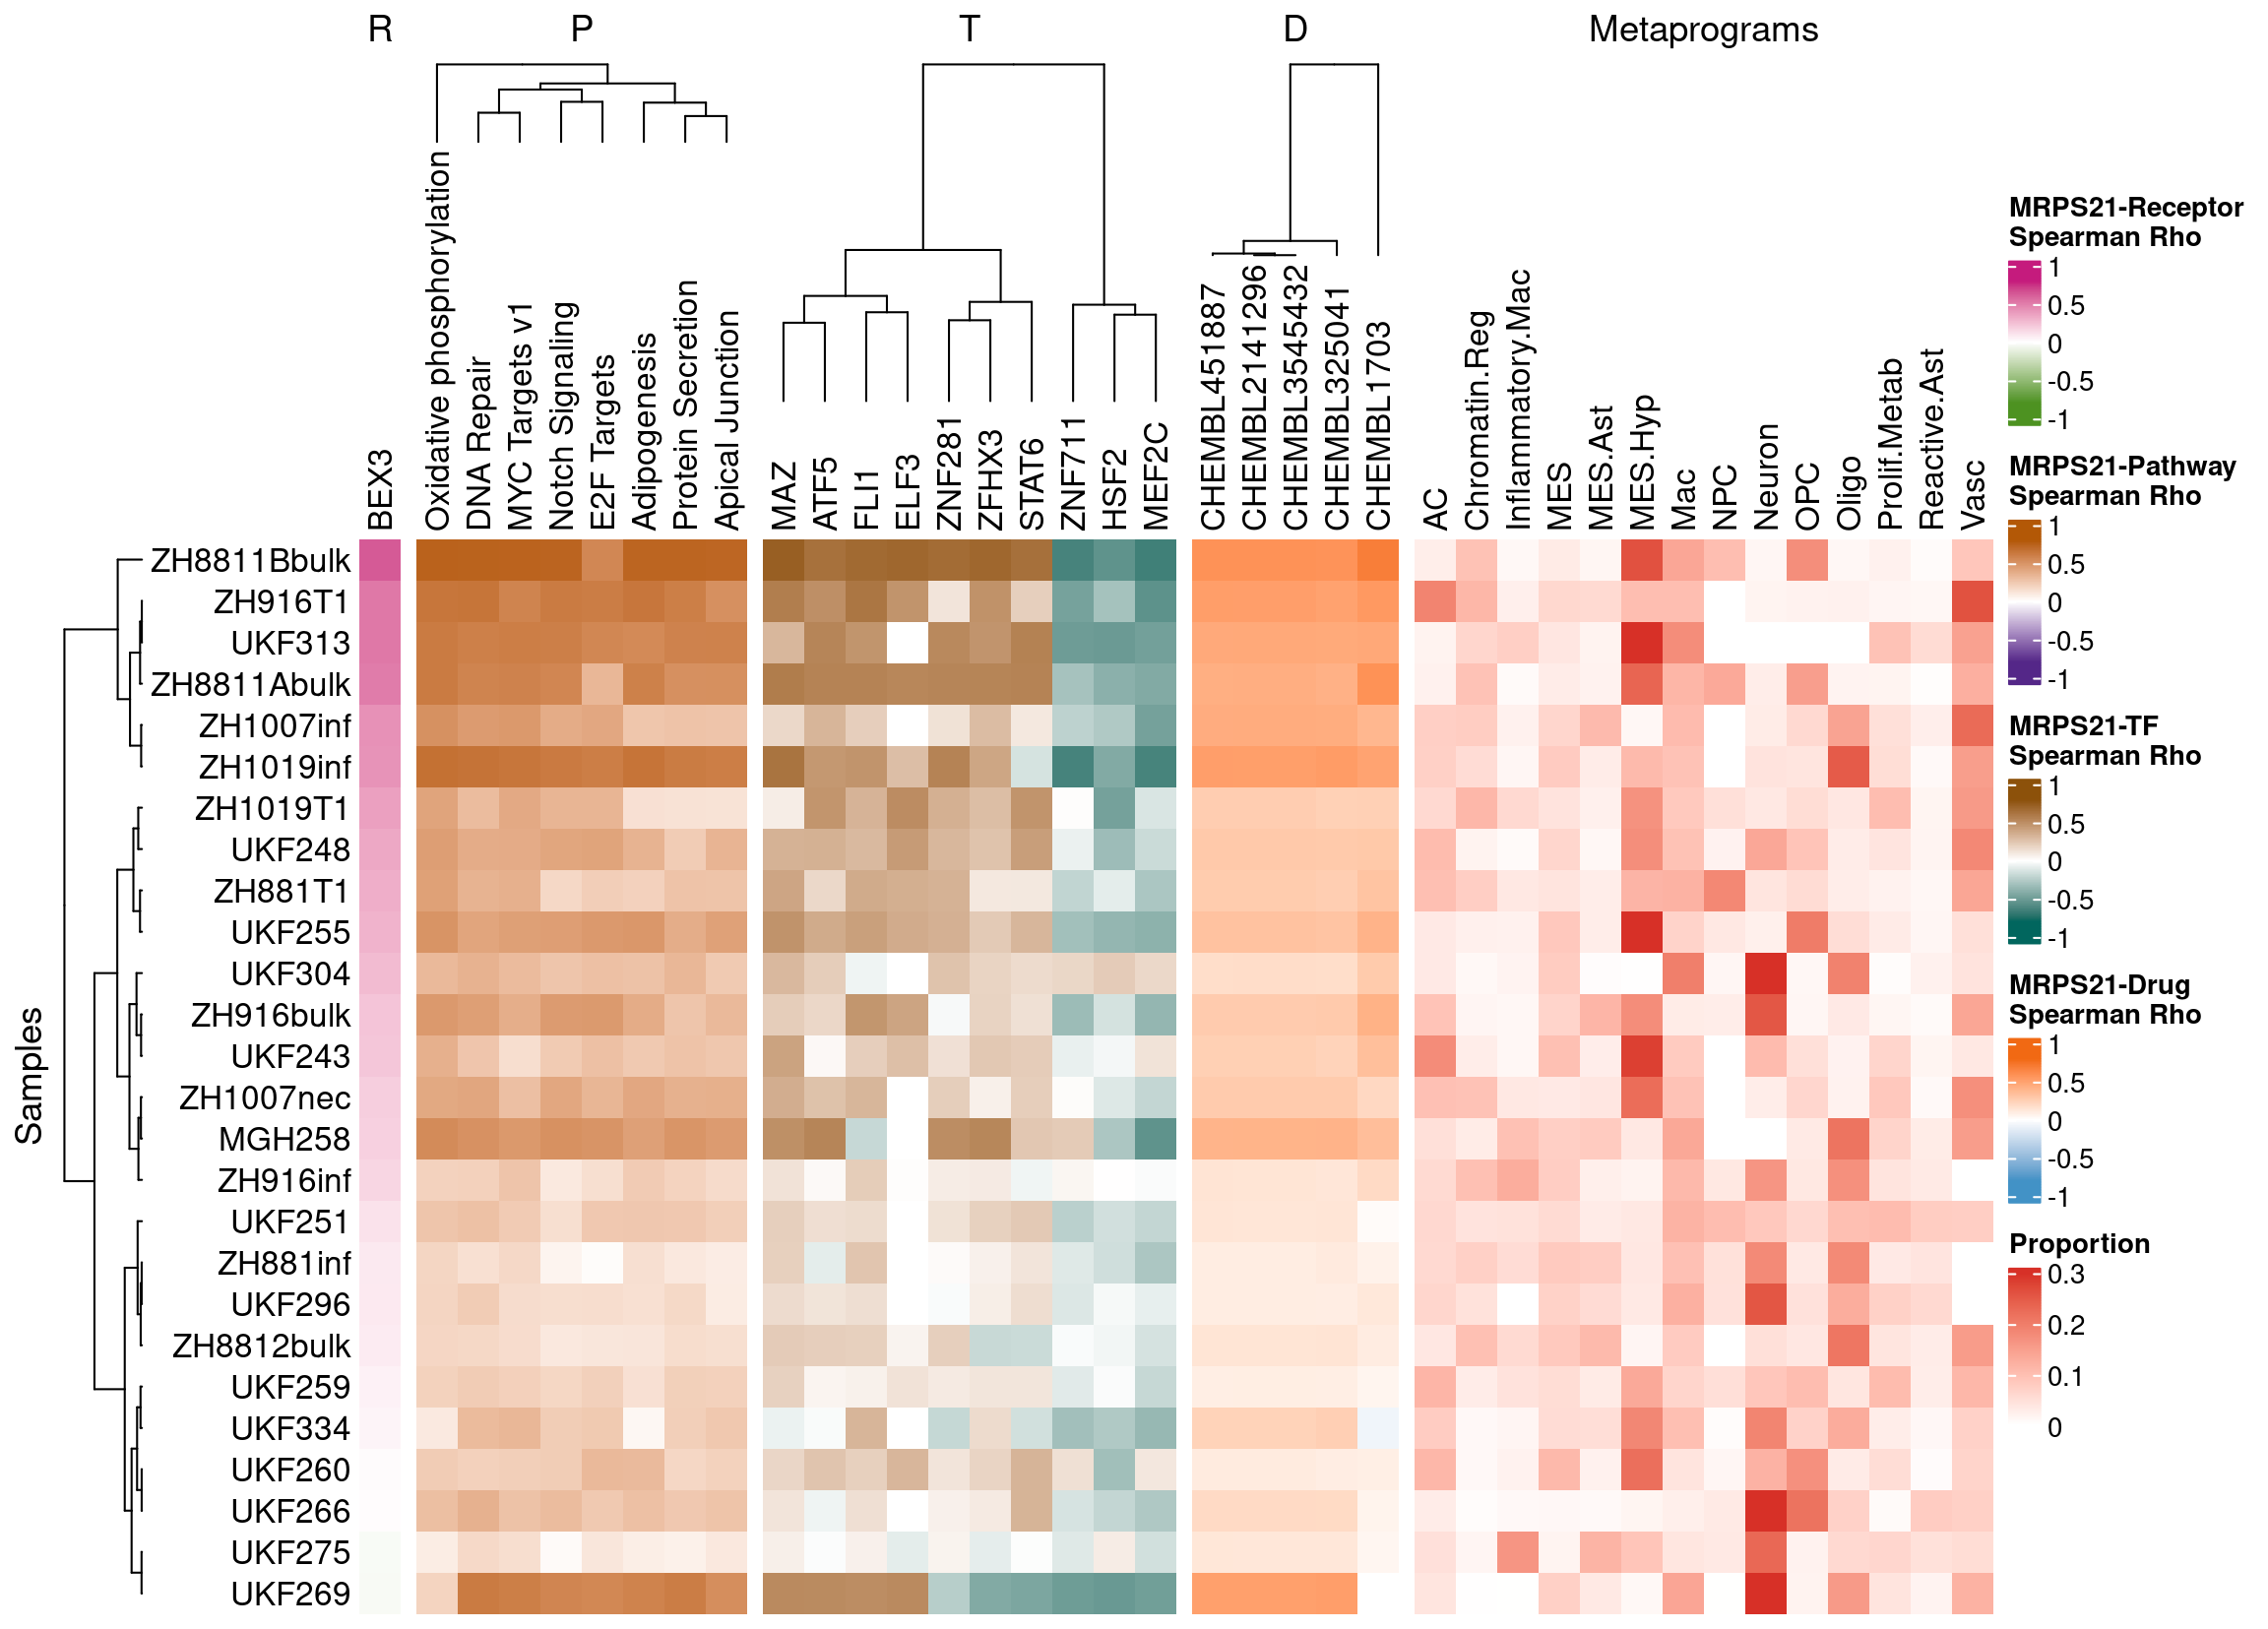 R
P
T
D
Metaprograms
BEX3
Oxidative phosphorylation
DNA Repair
MYC Targets v1
Notch Signaling
E2F Targets
Adipogenesis
Protein Secretion
Apical Junction
MAZ
ATF5
FLI1
ELF3
ZNF281
ZFHX3
STAT6
ZNF711
HSF2
MEF2C
CHEMBL451887
CHEMBL2141296
CHEMBL3545432
CHEMBL325041
CHEMBL1703
AC
Chromatin.Reg
Inflammatory.Mac
MES
MES.Ast
MES.Hyp
Mac
NPC
Neuron
OPC
Oligo
Prolif.Metab
Reactive.Ast
Vasc
Samples
ZH8811Bbulk
ZH916T1
UKF313
ZH8811Abulk
ZH1007inf
ZH1019inf
ZH1019T1
UKF248
ZH881T1
UKF255
UKF304
ZH916bulk
UKF243
ZH1007nec
MGH258
ZH916inf
UKF251
ZH881inf
UKF296
ZH8812bulk
UKF259
UKF334
UKF260
UKF266
UKF275
UKF269
MRPS21-Receptor
Spearman Rho
1
0.5
0
-0.5
-1
MRPS21-Pathway
Spearman Rho
1
0.5
0
-0.5
-1
MRPS21-TF
Spearman Rho
1
0.5
0
-0.5
-1
MRPS21-Drug
Spearman Rho
1
0.5
0
-0.5
-1
Proportion
0.3
0.2
0.1
0